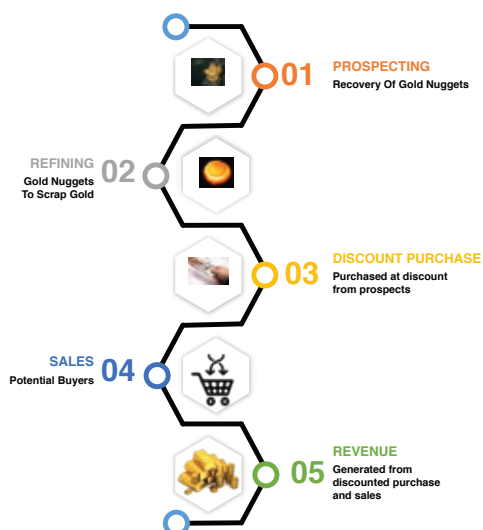 01
PROSPECTING
Recovery Of Gold Nuggets
REFINING
02
Gold Nuggets
To Scrap Gold
03
DISCOUNT PURCHASE
Purchased at discount
from prospects
SALES
04
Potential Buyers
05
REVENUE
Generated from
discounted purchase
and sales